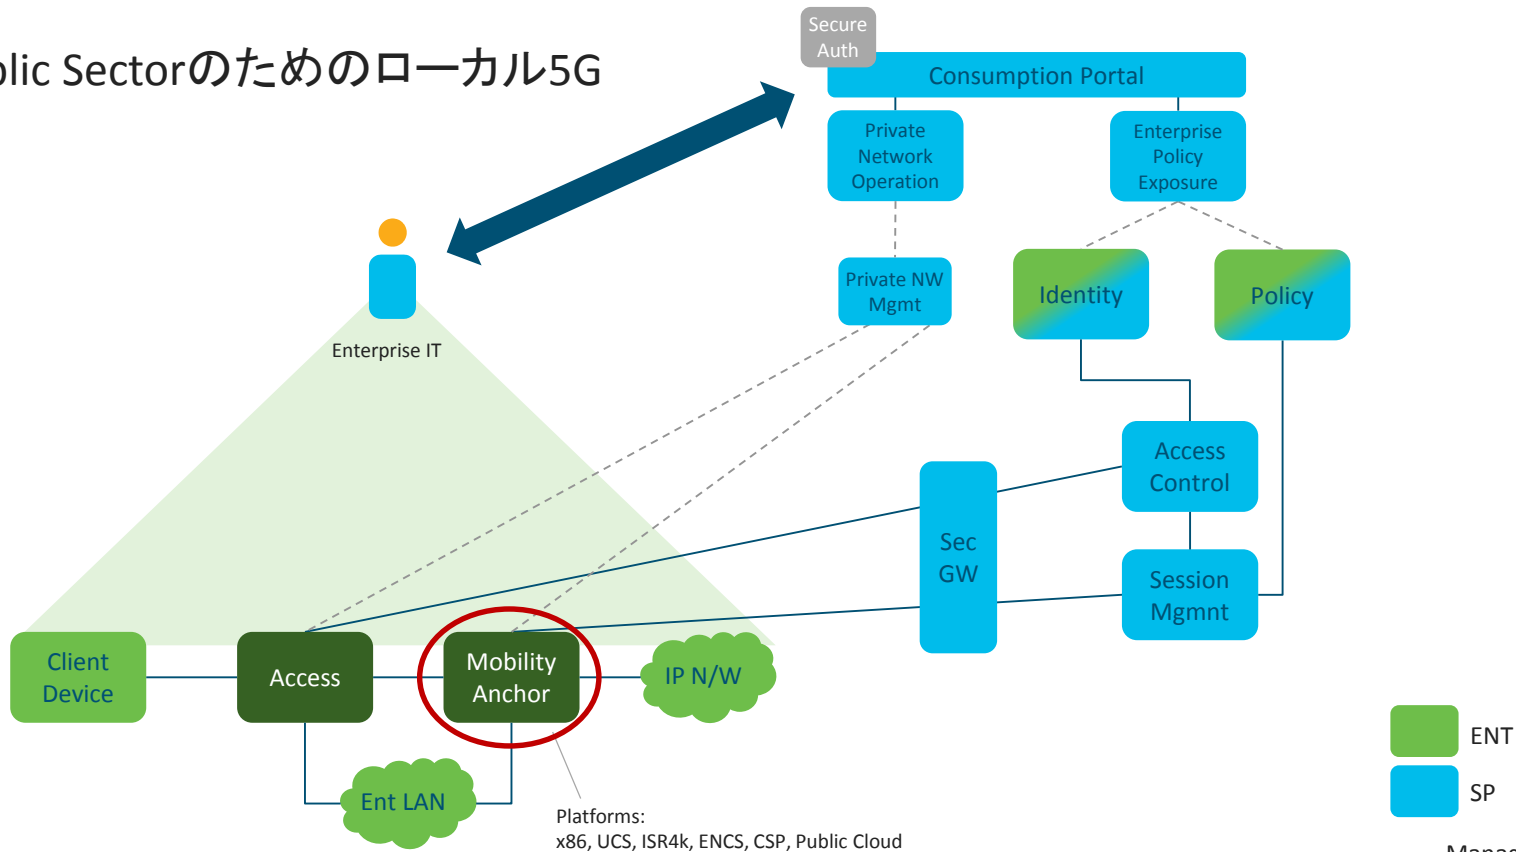 blic Sectorのためのローカル5G
Secure
Auth
Consumption Portal
Private
Network
Operation
Enterprise
Policy
Exposure
Private NW
Mgmt
Identity
Policy
Enterprise IT
Access
Control
Sec
GW
Session
Mgmnt
Client
Device
Access
Mobility
Anchor
IP N/W
Ent LAN
Platforms:
x86, UCS, ISR4k, ENCS, CSP, Public Cloud
ENT
SP
Manag